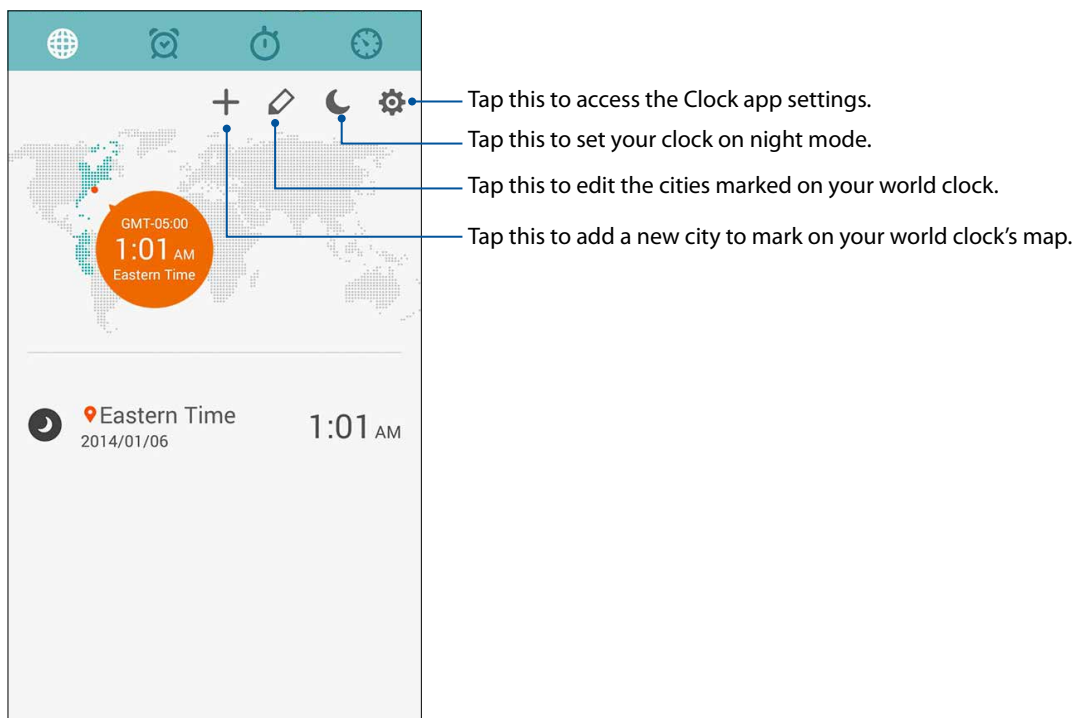 Tap this to access the Clock app settings.
Tap this to set your clock on night mode.
Tap this to edit the cities marked on your world clock.
Tap this to add a new city to mark on your world clock’s map.
GMT-05:00
1:01 AM
Eastern Time
Eastern Time
2014/01/06
1:01 AM